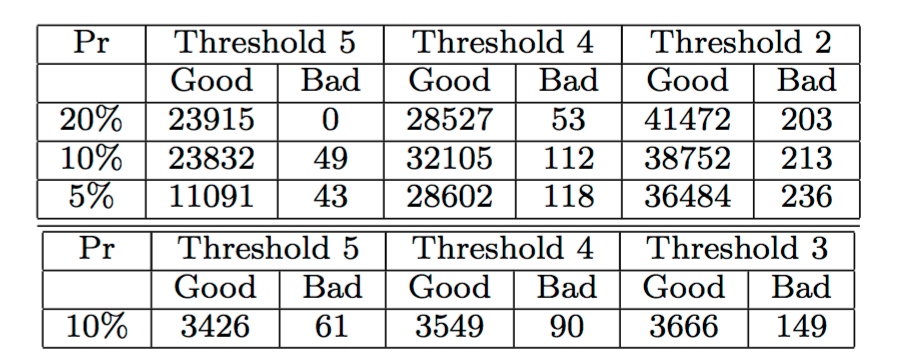 Pr Threshold 5 Threshold 4 Threshold 2
Good Bad Good Bad Good Bad
20% 23915 0 28527 53 41472 203
10% 23832 49 32105 112 38752 213
5% 11091 43 28602 118 36484 236
Pr Threshold 5 Threshold 4 Threshold 3
Good Bad Good Bad Good Bad
10% 3426 61 3549 90 3666 149